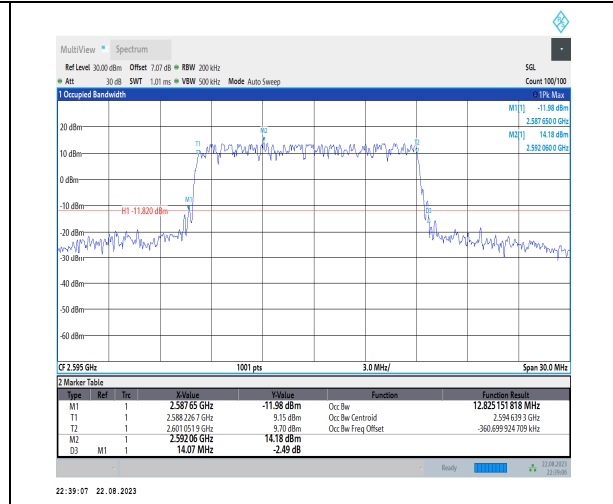 MultiView Spectrum
Ref Level 30.00 dBm Offset 7.07 dB RBW 200 kHz SGL
Att 30 dB SWT 1.01 ms VBW 500 kHz Mode Auto Sweep Count 100/100
1 Occupied Bandwidth 1Pk Max
M1[1] -11.98 dBm
2.587 650 0 GHz
M2[1] 14.18 dBm
2.592 060 0 GHz
20 dBm
10 dBm
0 dBm
-10 dBm
-20 dBm
-30 dBm
-40 dBm
-50 dBm
-60 dBm
M2
T1
T2
M1
H1 -11.820 dBm
D3
CF 2.595 GHz 1001 pts 3.0 MHz/ Span 30.0 MHz
2 Marker Table
Type Ref Trc X-Value Y-Value Function Function Result
M1 1 2.587 65 GHz -11.98 dBm Occ Bw 12.825 151 818 MHz
T1 1 2.588 226 7 GHz 9.15 dBm Occ Bw Centroid 2.594 639 3 GHz
T2 1 2.601 051 9 GHz 9.70 dBm Occ Bw Freq Offset -360.699 924 709 kHz
M2 1 2.592 06 GHz 14.18 dBm
D3 M1 1 14.07 MHz -2.49 dB
Ready 22.08.2023
22:39:06
22:39:07 22.08.2023